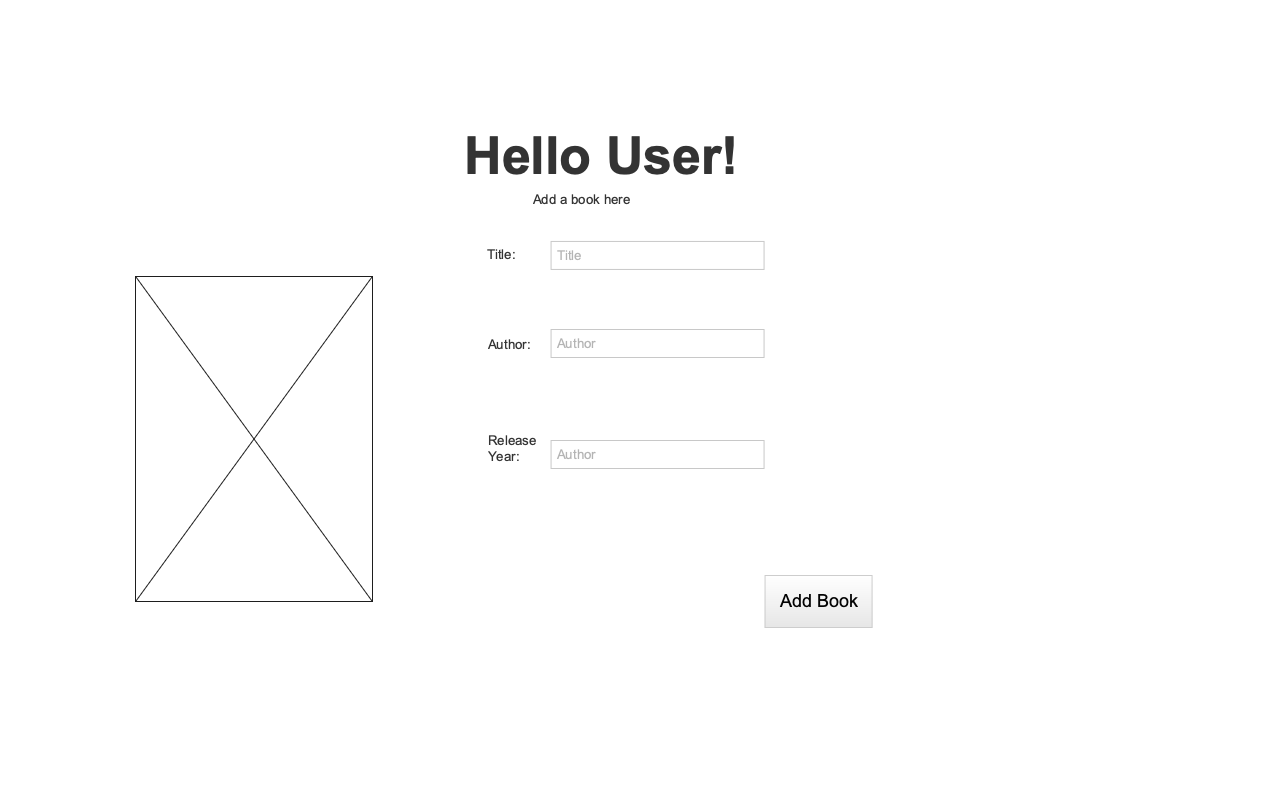 Hello User!
Add a book here
Title:
Title
Author:
Author
Release
Year:
Author
Add Book